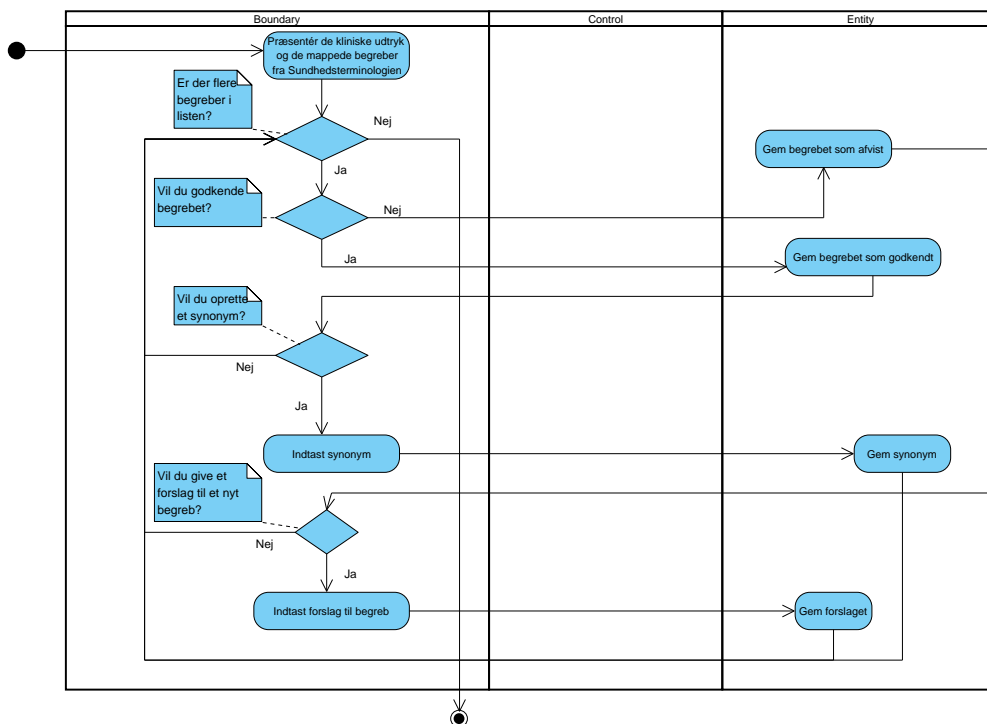 Boundary
Control
Entity
Præsentér de kliniske udtryk
og de mappede begreber
fra Sundhedsterminologien
Er der flere
begreber i
listen?
Nej
Gem begrebet som afvist
Ja
Vil du godkende
begrebet?
Nej
Ja
Gem begrebet som godkendt
Vil du oprette
et synonym?
Nej
Ja
Indtast synonym
Gem synonym
Vil du give et
forslag til et nyt
begreb?
Nej
Ja
Indtast forslag til begreb
Gem forslaget